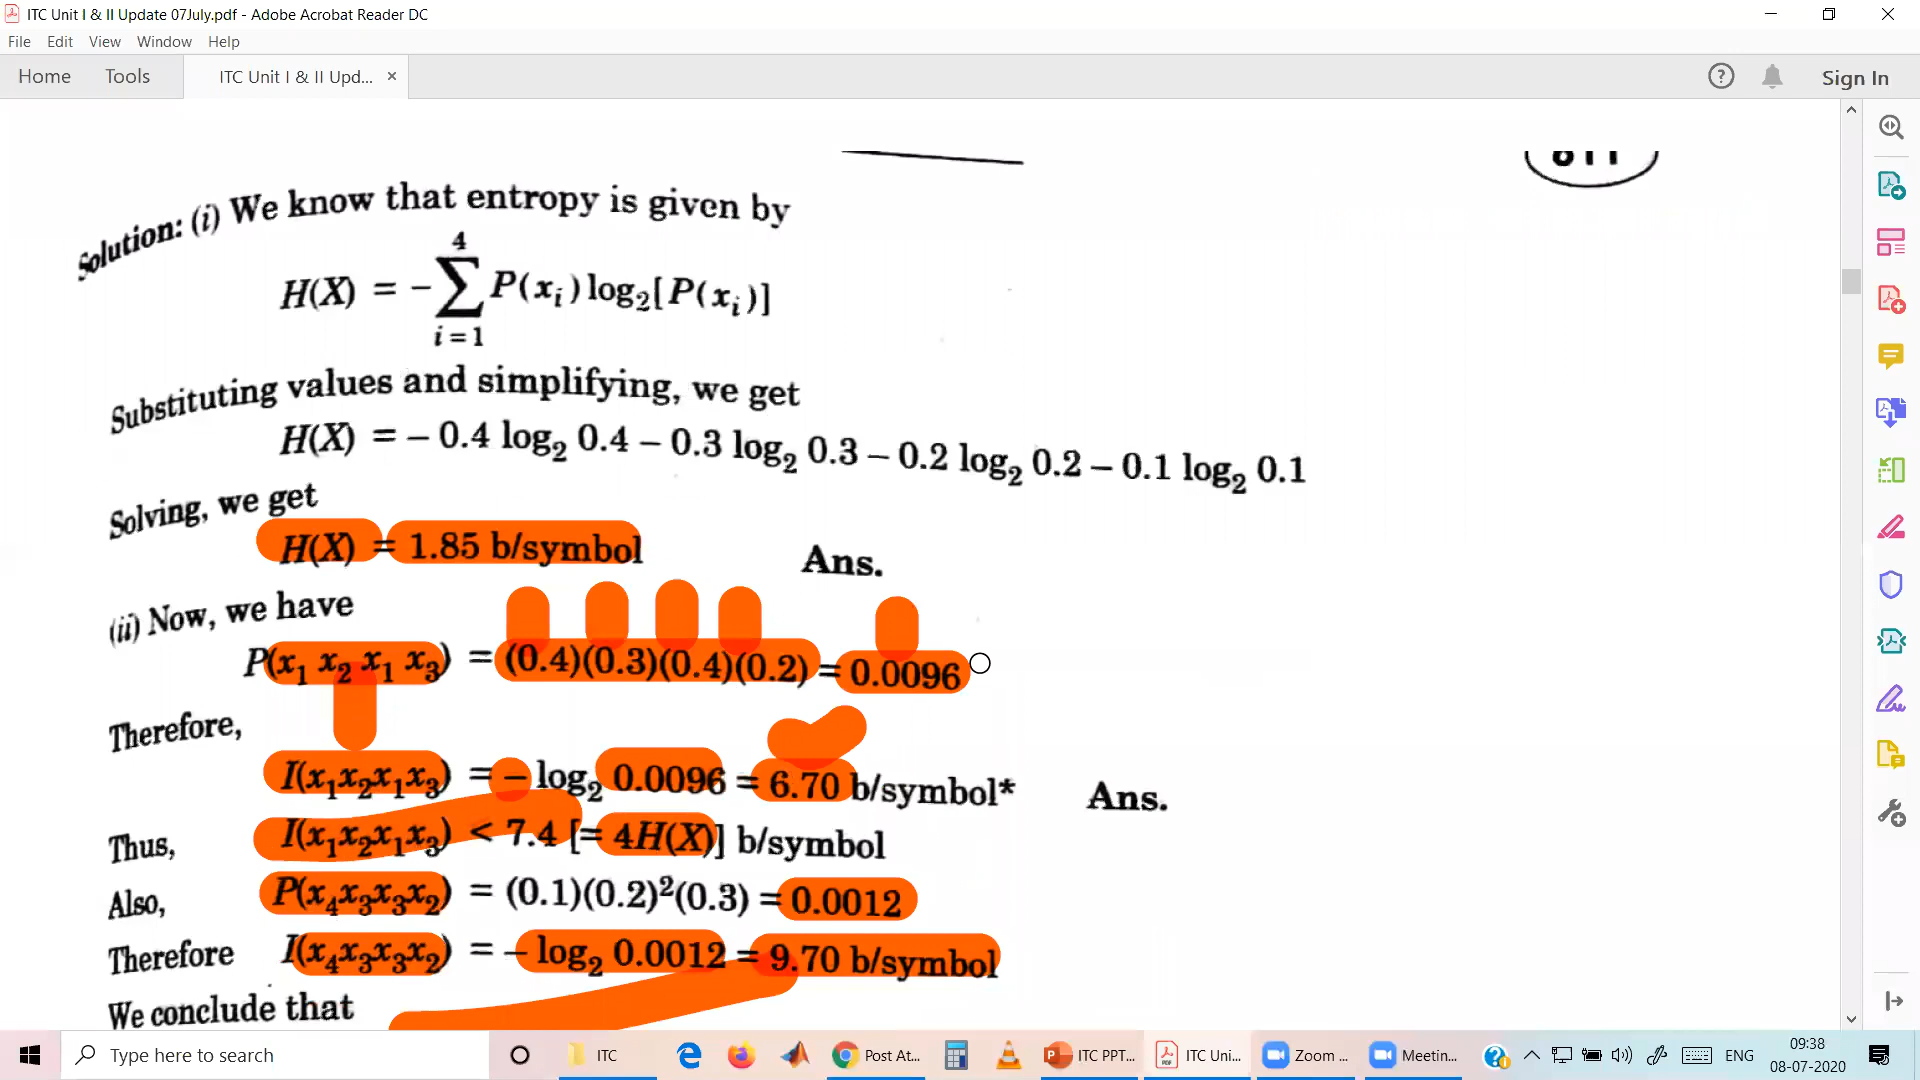 ITC Unit I & II Update 07July.pdf - Adobe Acrobat Reader DC
File Edit View Window Help
Home Tools ITC Unit I & II Upd... × Sign In
Solution: (i) We know that entropy is given by
H(X) = − ∑ P(xᵢ) log₂[P(xᵢ)]
4
i = 1
Substituting values and simplifying, we get
H(X) = − 0.4 log₂ 0.4 − 0.3 log₂ 0.3 − 0.2 log₂ 0.2 − 0.1 log₂ 0.1
Solving, we get
H(X) = 1.85 b/symbol Ans.
(ii) Now, we have
P(x₁ x₂ x₁ x₃) = (0.4)(0.3)(0.4)(0.2) = 0.0096
Therefore,
I(x₁x₂x₁x₃) = − log₂ 0.0096 = 6.70 b/symbol* Ans.
Thus, I(x₁x₂x₁x₃) < 7.4 [= 4H(X)] b/symbol
Also, P(x₄x₃x₃x₂) = (0.1)(0.2)²(0.3) = 0.0012
Therefore I(x₄x₃x₃x₂) = − log₂ 0.0012 = 9.70 b/symbol
We conclude that
Type here to search ITC Post At... ITC PPT... ITC Uni... Zoom ... Meetin... ENG 09:38
08-07-2020